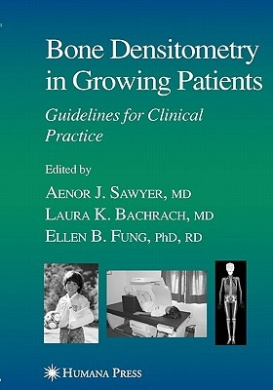 Bone Densitometry
in Growing Patients
Guidelines for Clinical
Practice
Edited by
AENOR J. SAWYER, MD
LAURA K. BACHRACH, MD
ELLEN B. FUNG, PHD, RD
HUMANA PRESS